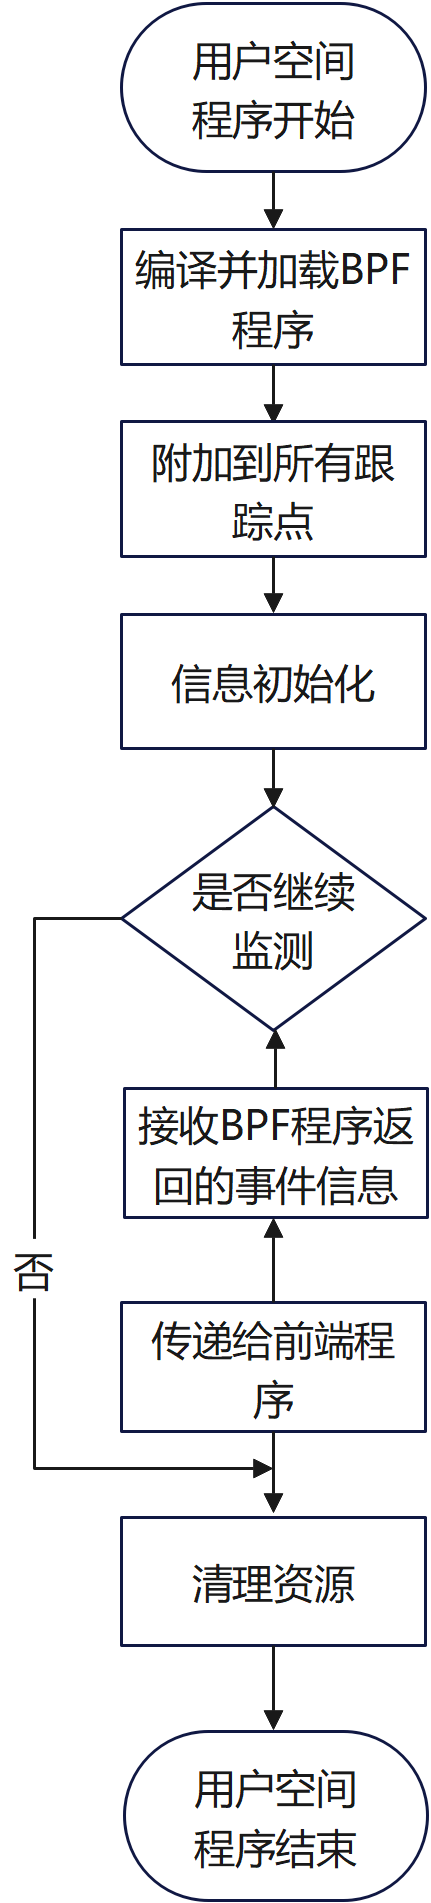 用户空间
程序开始
编译并加载BPF
程序
附加到所有跟
踪点
信息初始化
是否继续
监测
接收BPF程序返
回的事件信息
否
传递给前端程
序
清理资源
用户空间
程序结束